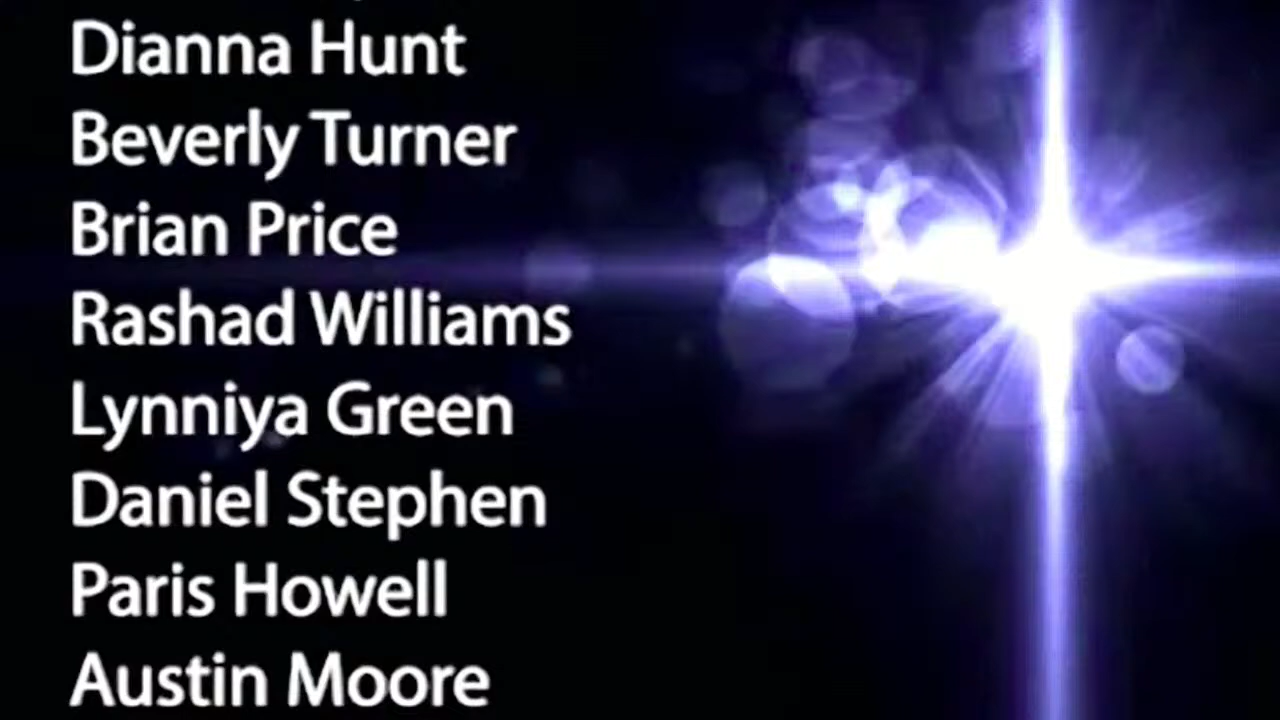 Dianna Hunt
Beverly Turner
Brian Price
Rashad Williams
Lynniya Green
Daniel Stephen
Paris Howell
Austin Moore